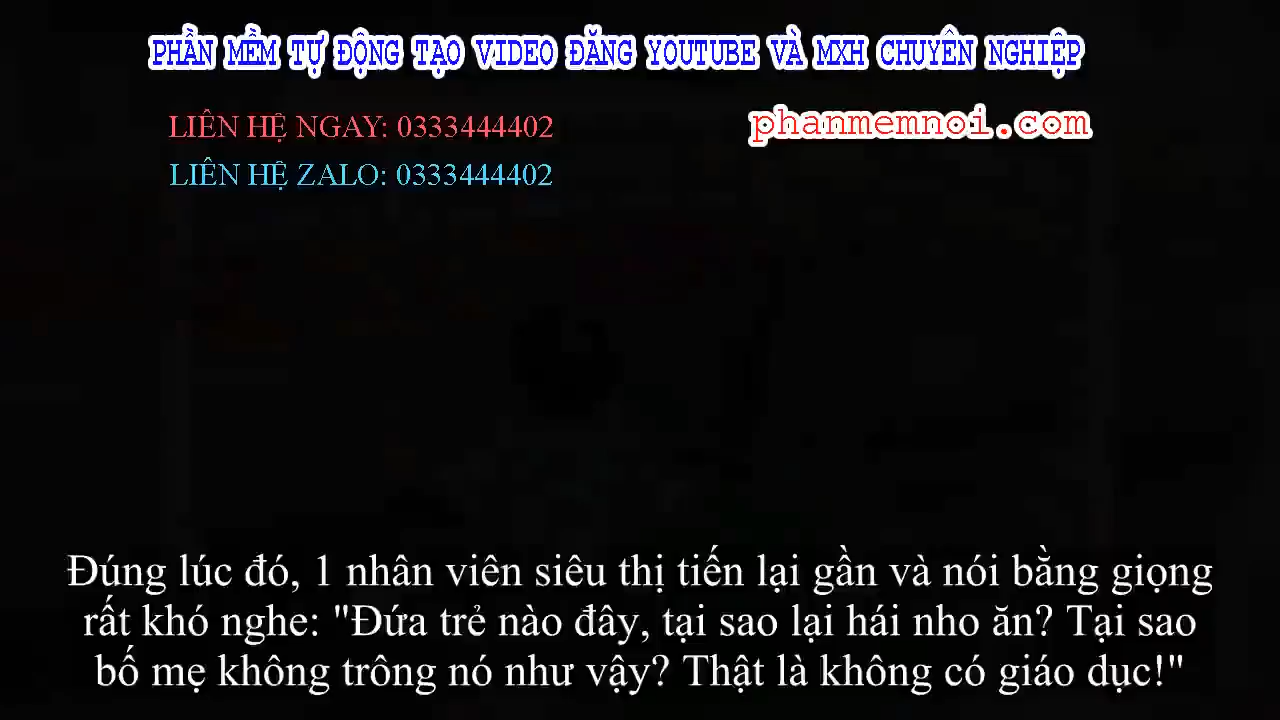 PHẦN MỀM TỰ ĐỘNG TẠO VIDEO ĐĂNG YOUTUBE VÀ MXH CHUYÊN NGHIỆP
LIÊN HỆ NGAY: 0333444402
phanmemnoi.com
LIÊN HỆ ZALO: 0333444402
Đúng lúc đó, 1 nhân viên siêu thị tiến lại gần và nói bằng giọng
rất khó nghe: "Đứa trẻ nào đây, tại sao lại hái nho ăn? Tại sao
bố mẹ không trông nó như vậy? Thật là không có giáo dục!"